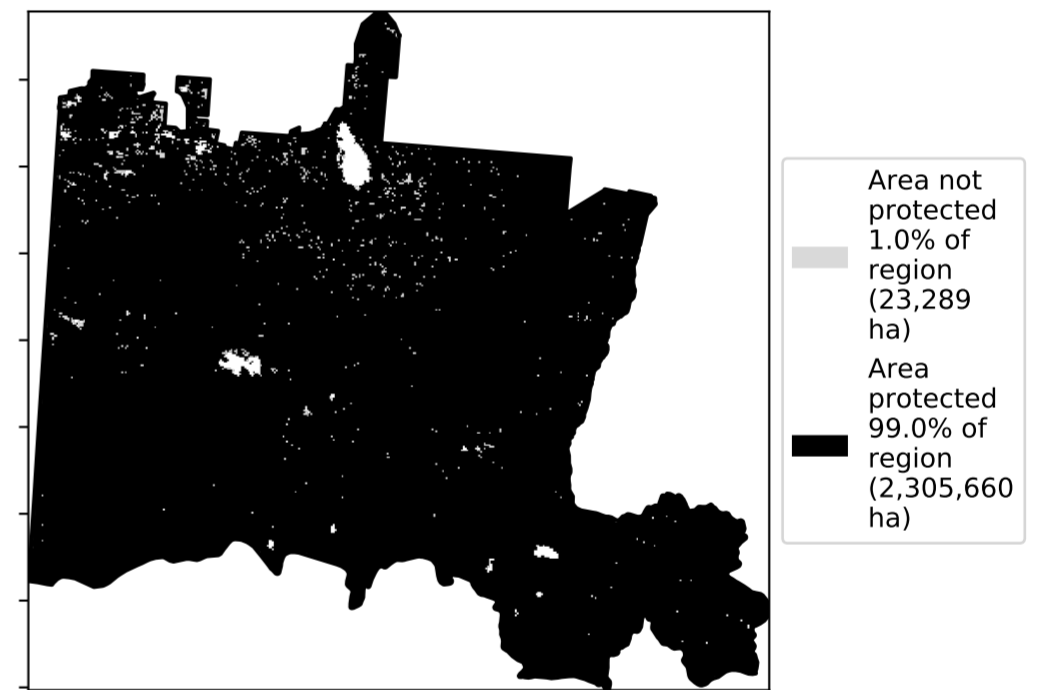 Area not
protected
1.0% of
region
(23,289
ha)
Area
protected
99.0% of
region
(2,305,660
ha)